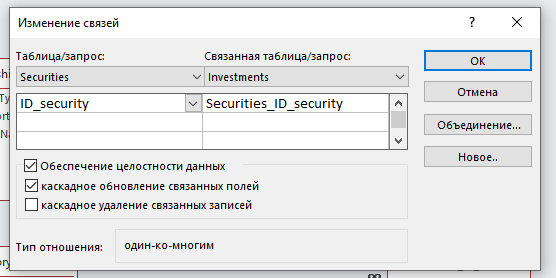 Изменение связей
? ×
Таблица/запрос: Связанная таблица/запрос:
Securities Investments
ID_security Securities_ID_security
Обеспечение целостности данных
каскадное обновление связанных полей
каскадное удаление связанных записей
Тип отношения: один-ко-многим
ОК
Отмена
Объединение...
Новое..